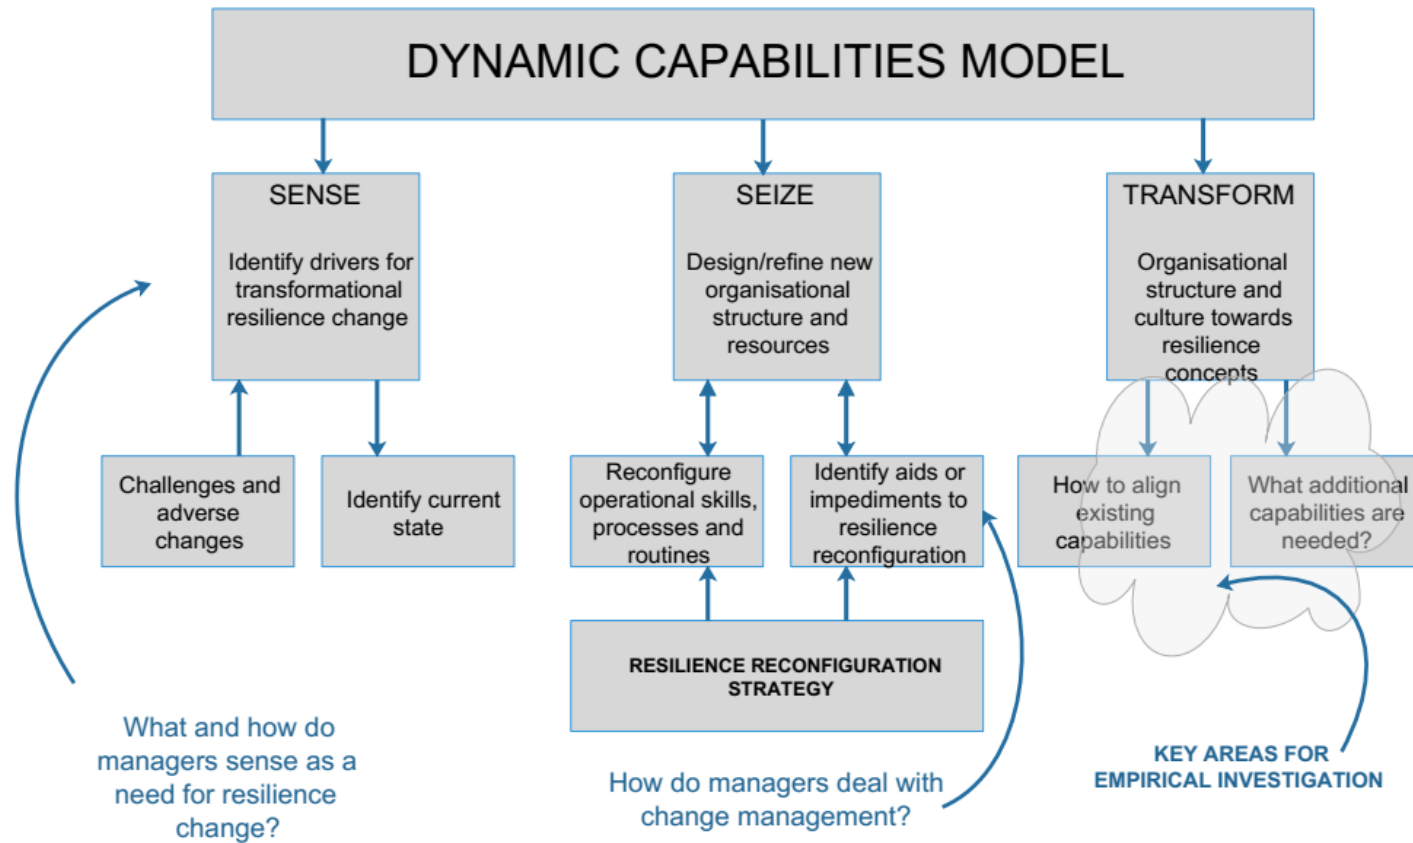 DYNAMIC CAPABILITIES MODEL
SENSE
Identify drivers for
transformational
resilience change
SEIZE
Design/refine new
organisational
structure and
resources
TRANSFORM
Organisational
structure and
culture towards
resilience
concepts
Challenges and
adverse
changes
Identify current
state
Reconfigure
operational skills,
processes and
routines
Identify aids or
impediments to
resilience
reconfiguration
How to align
existing
capabilities
What additional
capabilities are
needed?
RESILIENCE RECONFIGURATION
STRATEGY
What and how do
managers sense as a
need for resilience
change?
How do managers deal with
change management?
KEY AREAS FOR
EMPIRICAL INVESTIGATION